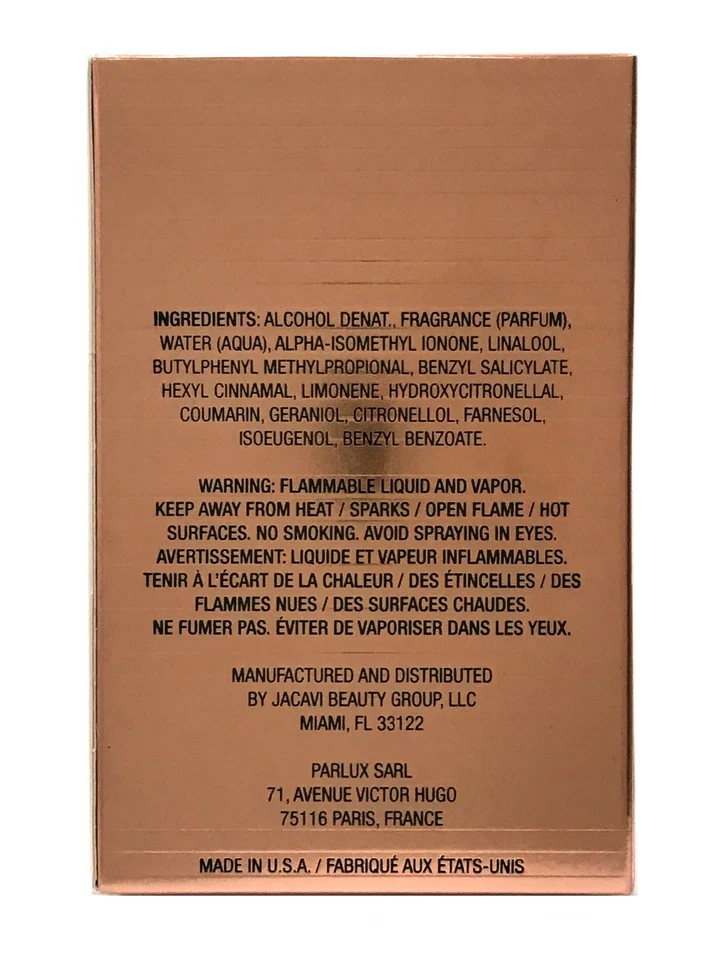 INGREDIENTS: ALCOHOL DENAT., FRAGRANCE (PARFUM),
WATER (AQUA), ALPHA-ISOMETHYL IONONE, LINALOOL,
BUTYLPHENYL METHYLPROPIONAL, BENZYL SALICYLATE,
HEXYL CINNAMAL, LIMONENE, HYDROXYCITRONELLAL,
COUMARIN, GERANIOL, CITRONELLOL, FARNESOL,
ISOEUGENOL, BENZYL BENZOATE.
WARNING: FLAMMABLE LIQUID AND VAPOR.
KEEP AWAY FROM HEAT / SPARKS / OPEN FLAME / HOT
SURFACES. NO SMOKING. AVOID SPRAYING IN EYES.
AVERTISSEMENT: LIQUIDE ET VAPEUR INFLAMMABLES.
TENIR À L'ÉCART DE LA CHALEUR / DES ÉTINCELLES / DES
FLAMMES NUES / DES SURFACES CHAUDES.
NE FUMER PAS. ÉVITER DE VAPORISER DANS LES YEUX.
MANUFACTURED AND DISTRIBUTED
BY JACAVI BEAUTY GROUP, LLC
MIAMI, FL 33122
PARLUX SARL
71, AVENUE VICTOR HUGO
75116 PARIS, FRANCE
MADE IN U.S.A. / FABRIQUÉ AUX ÉTATS-UNIS